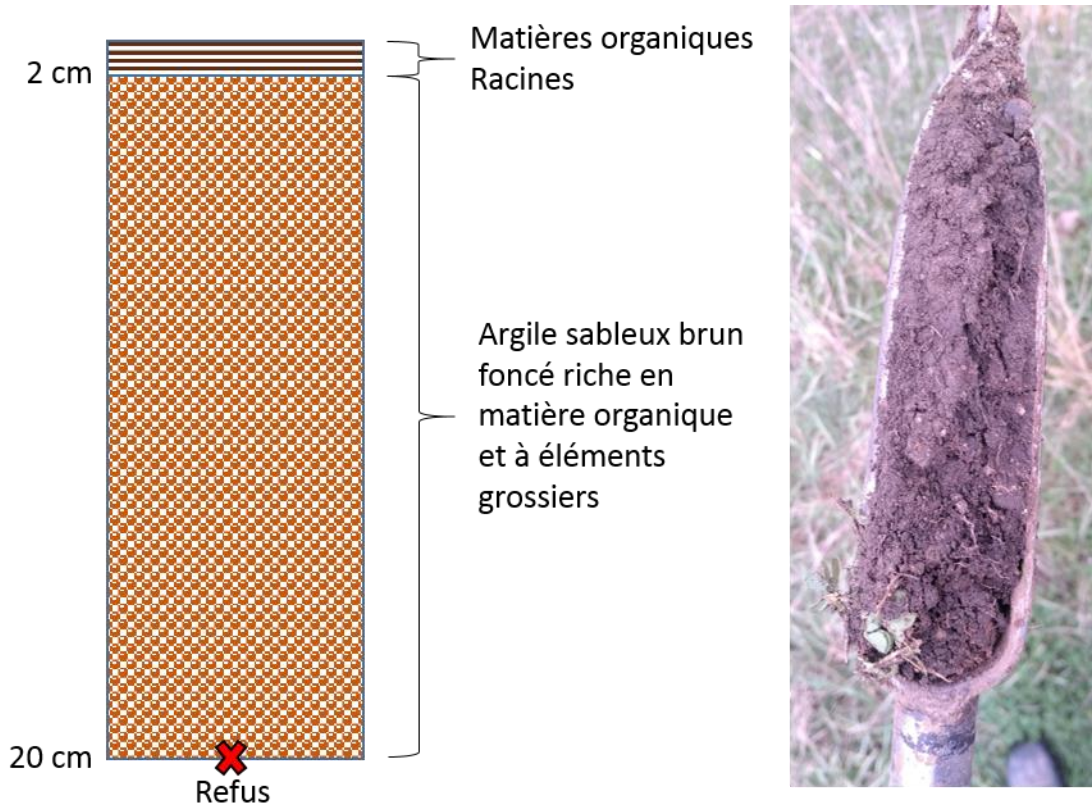 2 cm
Matières organiques
Racines
Argile sableux brun
foncé riche en
matière organique
et à éléments
grossiers
20 cm
Refus